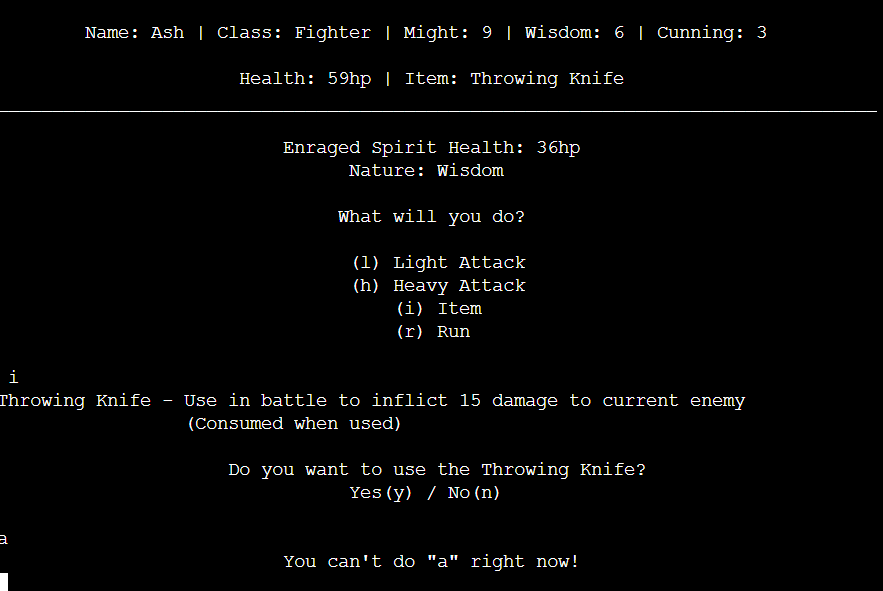 Name: Ash | Class: Fighter | Might: 9 | Wisdom: 6 | Cunning: 3
Health: 59hp | Item: Throwing Knife
Enraged Spirit Health: 36hp
Nature: Wisdom
What will you do?
(l) Light Attack
(h) Heavy Attack
(i) Item
(r) Run
i
Throwing Knife - Use in battle to inflict 15 damage to current enemy
(Consumed when used)
Do you want to use the Throwing Knife?
Yes(y) / No(n)
a
You can't do "a" right now!